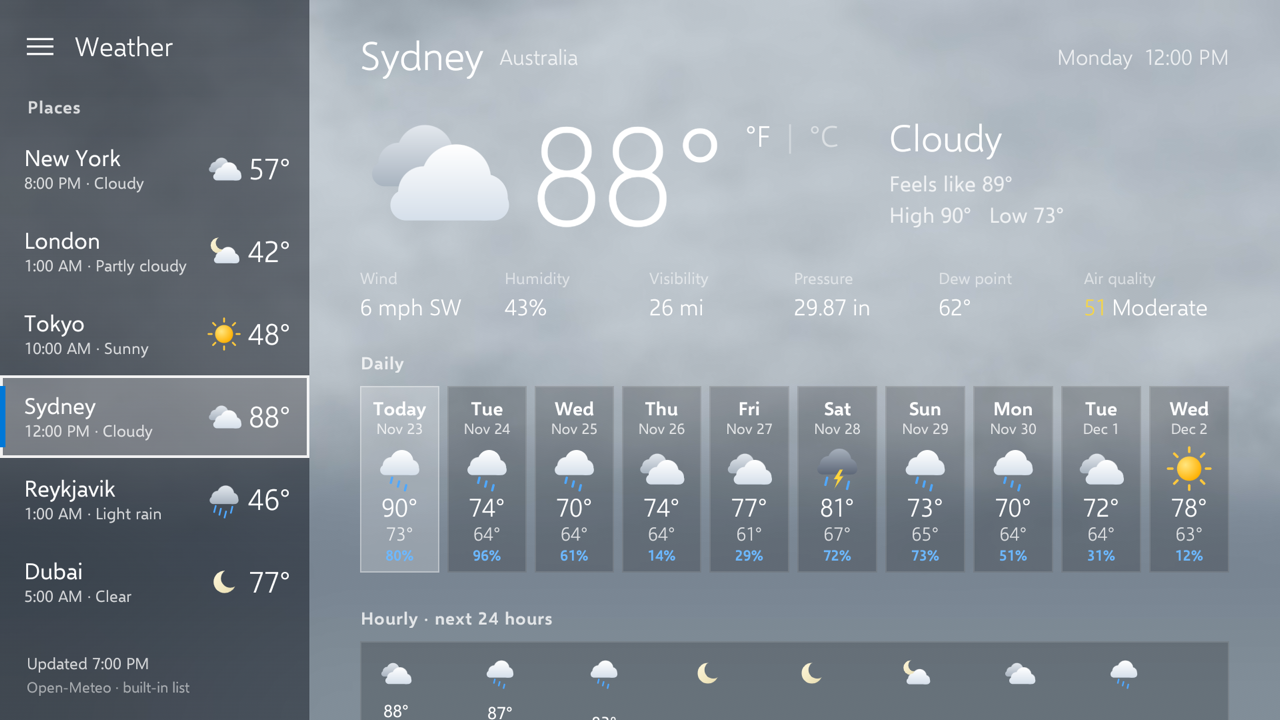 Weather
Places
New York
8:00 PM · Cloudy
57°
London
1:00 AM · Partly cloudy
42°
Tokyo
10:00 AM · Sunny
48°
Sydney
12:00 PM · Cloudy
88°
Reykjavik
1:00 AM · Light rain
46°
Dubai
5:00 AM · Clear
77°
Updated 7:00 PM
Open-Meteo · built-in list
Sydney Australia
Monday 12:00 PM
88° °F | °C
Cloudy
Feels like 89°
High 90° Low 73°
Wind Humidity Visibility Pressure Dew point Air quality
6 mph SW 43% 26 mi 29.87 in 62° 51 Moderate
Daily
Today Tue Wed Thu Fri Sat Sun Mon Tue Wed
Nov 23 Nov 24 Nov 25 Nov 26 Nov 27 Nov 28 Nov 29 Nov 30 Dec 1 Dec 2
90° 74° 70° 74° 77° 81° 73° 70° 72° 78°
73° 64° 64° 64° 61° 67° 65° 64° 64° 63°
80% 96% 61% 14% 29% 72% 73% 51% 31% 12%
Hourly · next 24 hours
88° 87°